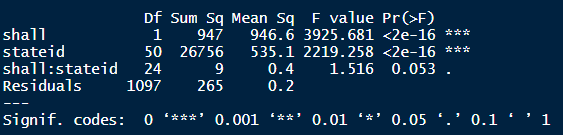 Df Sum Sq Mean Sq F value Pr(>F)
shall 1 947 946.6 3925.681 <2e-16 ***
stateid 50 26756 535.1 2219.258 <2e-16 ***
shall:stateid 24 9 0.4 1.516 0.053 .
Residuals 1097 265 0.2
---
Signif. codes: 0 ‘***’ 0.001 ‘**’ 0.01 ‘*’ 0.05 ‘.’ 0.1 ‘ ’ 1